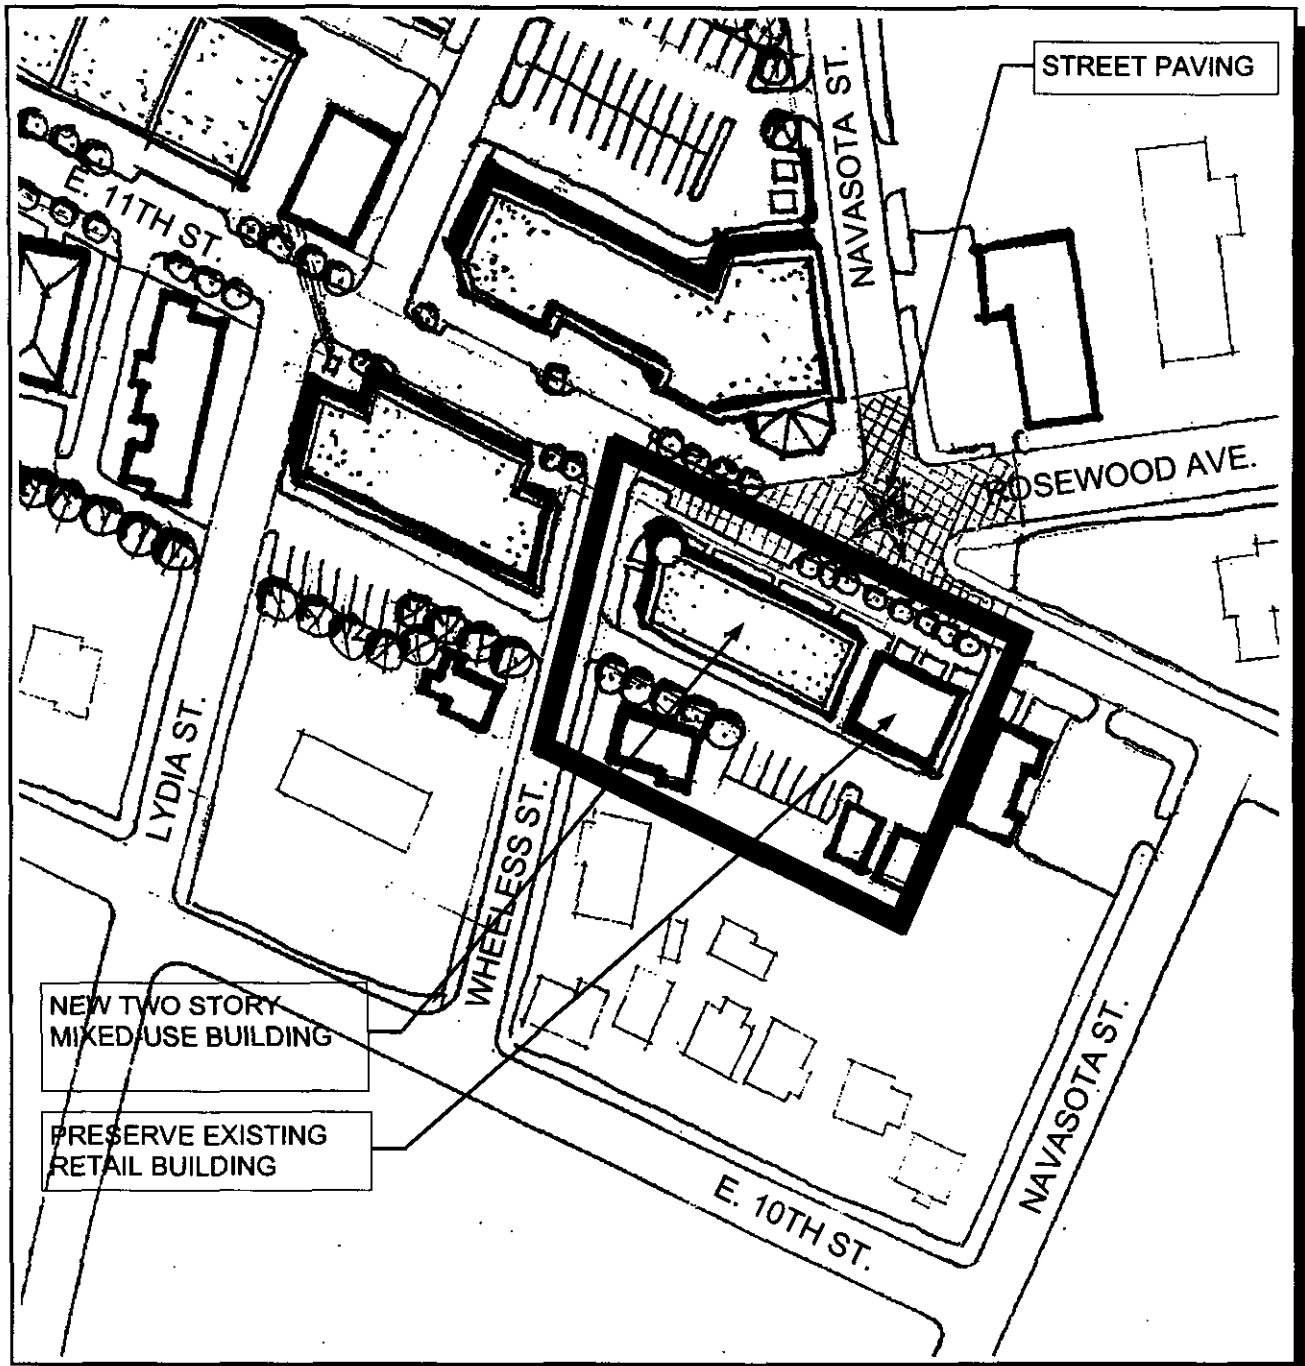 STREET PAVING
NAVASOTA ST.
E. 11TH ST.
ROSEWOOD AVE.
LYDIA ST.
WHEELESS ST.
NEW TWO STORY
MIXED-USE BUILDING
PRESERVE EXISTING
RETAIL BUILDING
NAVASOTA ST.
E. 10TH ST.